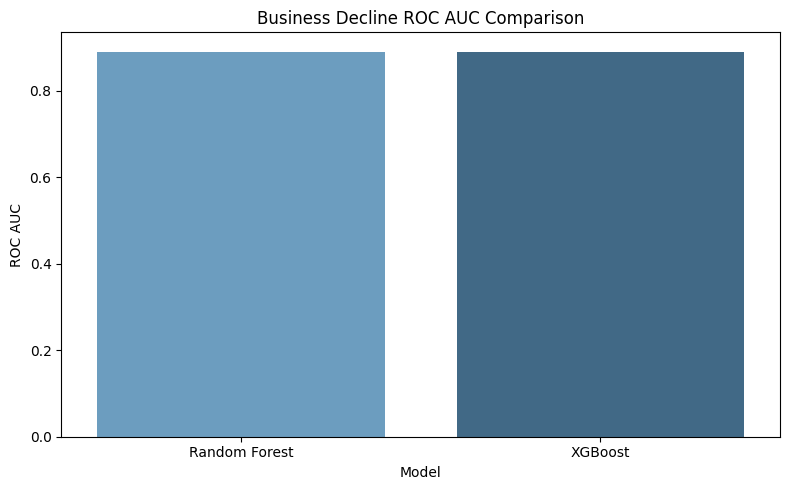 Business Decline ROC AUC Comparison
ROC AUC
0.8
0.6
0.4
0.2
0.0
Random Forest
XGBoost
Model